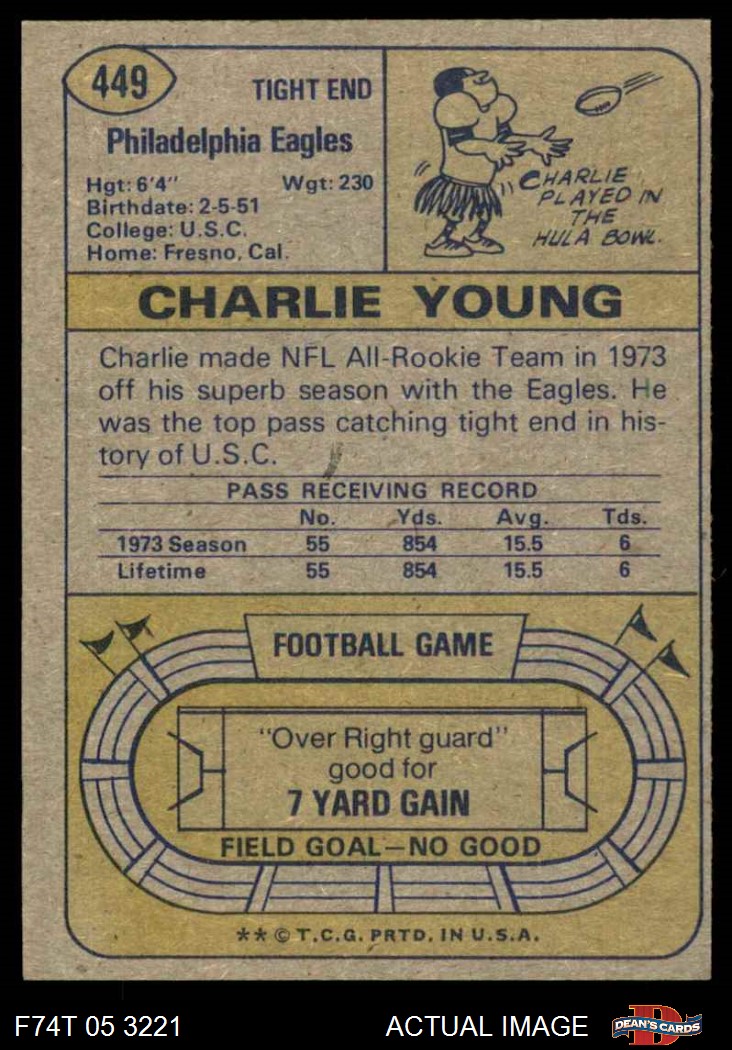 449
TIGHT END
Philadelphia Eagles
Hgt: 6'4" Wgt: 230
Birthdate: 2-5-51
College: U.S.C.
Home: Fresno, Cal.
CHARLIE
PLAYED IN
THE
HULA BOWL.
CHARLIE YOUNG
Charlie made NFL All-Rookie Team in 1973
off his superb season with the Eagles. He
was the top pass catching tight end in his-
tory of U.S.C.
PASS RECEIVING RECORD
No. Yds. Avg. Tds.
1973 Season 55 854 15.5 6
Lifetime 55 854 15.5 6
FOOTBALL GAME
"Over Right guard"
good for
7 YARD GAIN
FIELD GOAL—NO GOOD
** © T.C.G. PRTD. IN U.S.A.
F74T 05 3221 ACTUAL IMAGE
D
DEAN'S CARDS